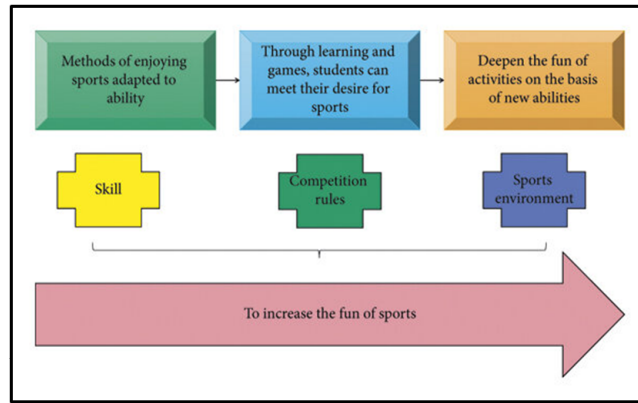 Methods of enjoying
sports adapted to
ability
Through learning and
games, students can
meet their desire for
sports
Deepen the fun of
activities on the basis
of new abilities
Skill
Competition
rules
Sports
environment
To increase the fun of sports